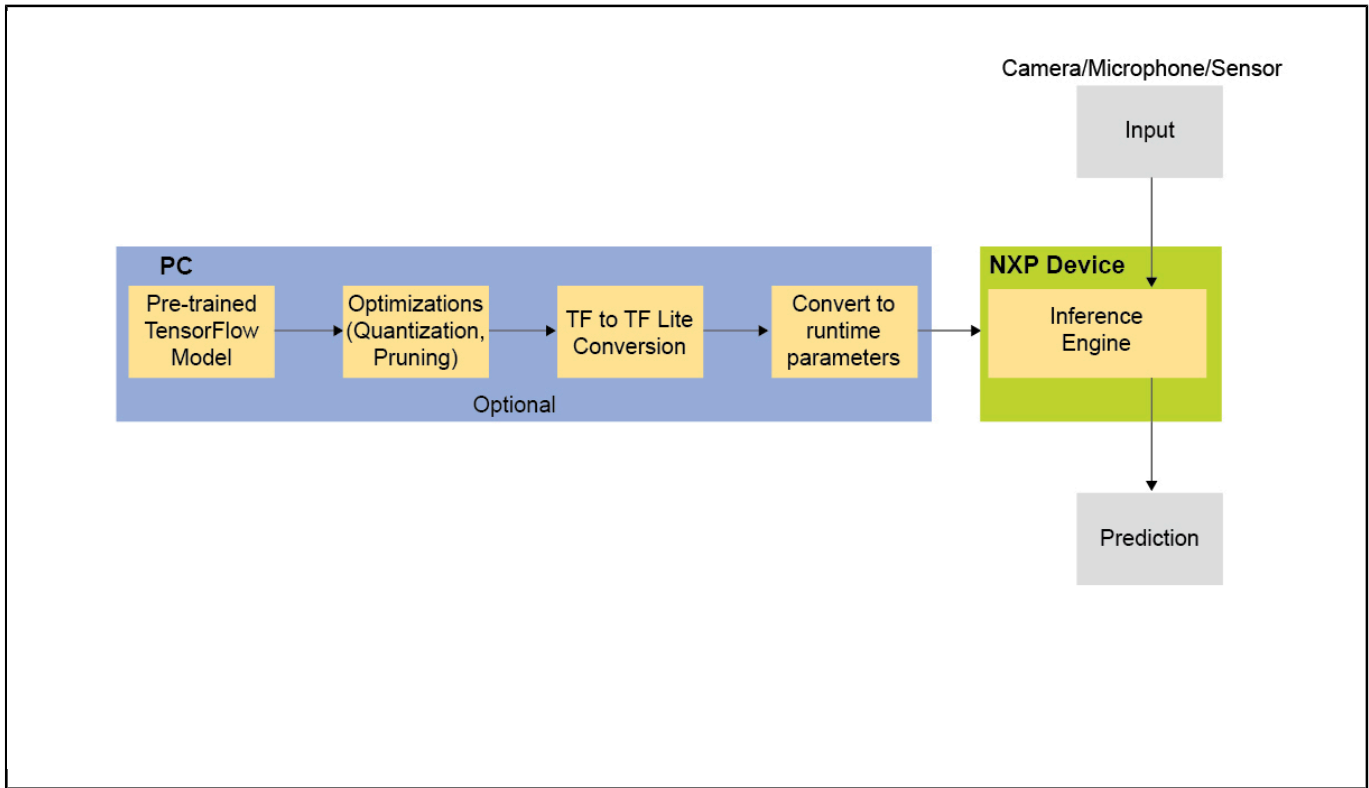 Camera/Microphone/Sensor
Input
PC
Pre-trained
TensorFlow
Model
Optimizations
(Quantization,
Pruning)
TF to TF Lite
Conversion
Convert to
runtime
parameters
Optional
NXP Device
Inference
Engine
Prediction